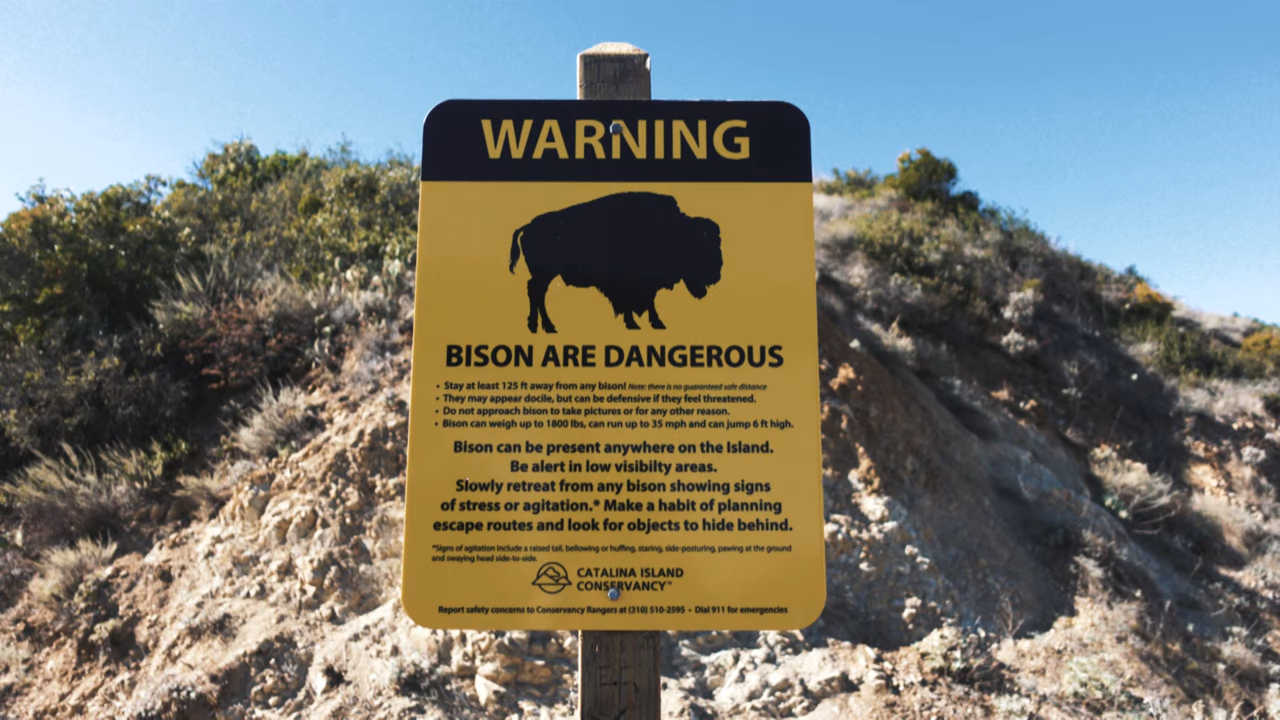 WARNING
BISON ARE DANGEROUS
• Stay at least 125 ft away from any bison! Note: there is no guaranteed safe distance
• They may appear docile, but can be defensive if they feel threatened.
• Do not approach bison to take pictures or for any other reason.
• Bison can weigh up to 1800 lbs, can run up to 35 mph and can jump 6 ft high.
Bison can be present anywhere on the Island.
Be alert in low visibilty areas.
Slowly retreat from any bison showing signs
of stress or agitation.* Make a habit of planning
escape routes and look for objects to hide behind.
*Signs of agitation include a raised tail, bellowing or huffing, staring, side-posturing, pawing at the ground
and swaying head side-to-side.
CATALINA ISLAND
CONSERVANCY™
Report safety concerns to Conservancy Rangers at (310) 510-2595 • Dial 911 for emergencies